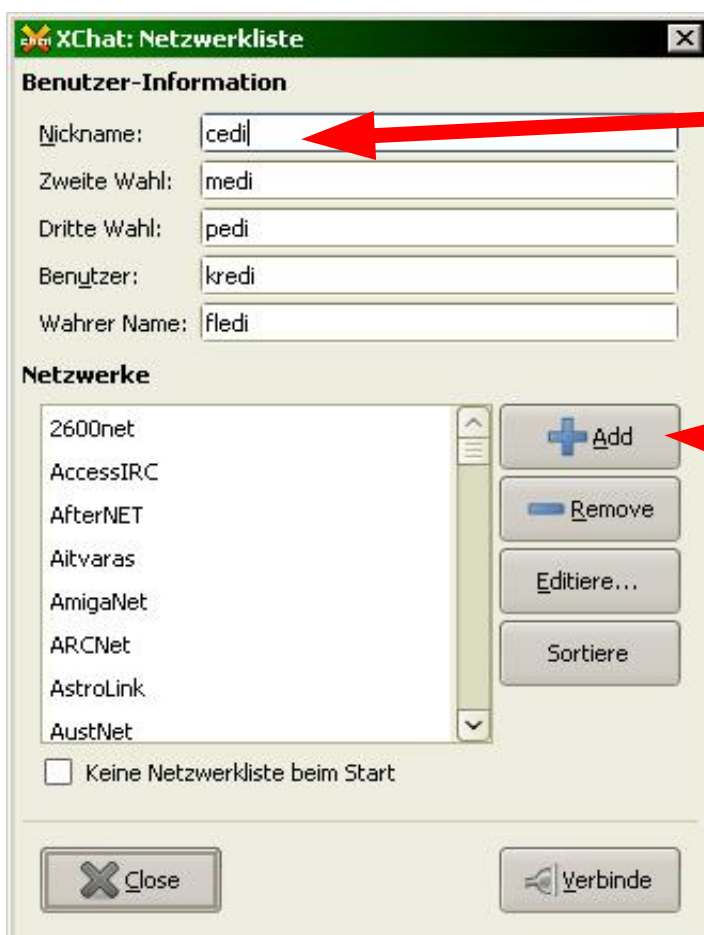 XChat: Netzwerkliste
Benutzer-Information
Nickname: cedi
Zweite Wahl: medi
Dritte Wahl: pedi
Benutzer: kredi
Wahrer Name: fledi
Netzwerke
2600net
AccessIRC
AfterNET
Aitvaras
AmigaNet
ARCNet
AstroLink
AustNet
Add
Remove
Editiere...
Sortiere
Keine Netzwerkliste beim Start
Close
Verbinde